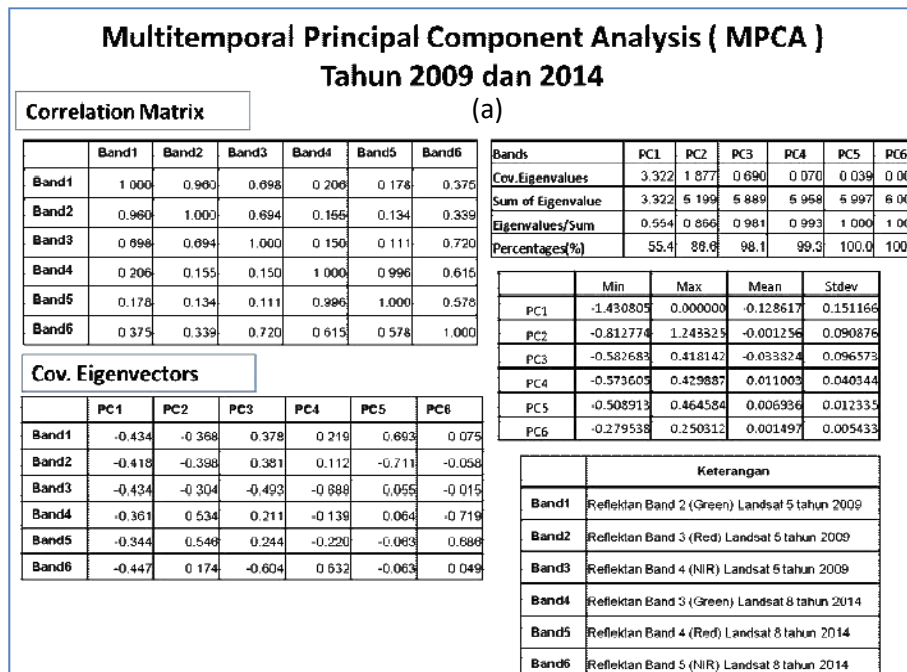 Multitemporal Principal Component Analysis ( MPCA )
Tahun 2009 dan 2014
(a)
Correlation Matrix
Band1 Band2 Band3 Band4 Band5 Band6
Band1 1.000 0.960 0.698 0.206 0.178 0.375
Band2 0.960 1.000 0.694 0.155 0.134 0.339
Band3 0.698 0.694 1.000 0.150 0.111 0.720
Band4 0.206 0.155 0.150 1.000 0.996 0.615
Band5 0.178 0.134 0.111 0.996 1.000 0.578
Band6 0.375 0.339 0.720 0.615 0.578 1.000
Bands PC1 PC2 PC3 PC4 PC5 PC6
Cov.Eigenvalues 3.322 1.877 0.690 0.070 0.039 0.00
Sum of Eigenvalue 3.322 5.199 5.889 5.958 5.997 6.00
Eigenvalues/Sum 0.554 0.866 0.981 0.993 1.000 1.00
Percentages(%) 55.4 86.6 98.1 99.3 100.0 100
Min Max Mean Stdev
PC1 -1.430805 0.000000 -0.128617 0.151166
PC2 -0.812774 1.243325 -0.001256 0.090876
PC3 -0.582683 0.418142 -0.033824 0.096573
PC4 -0.573605 0.429887 0.011003 0.040344
PC5 -0.508913 0.464584 0.006936 0.012335
PC6 -0.279538 0.250312 0.001497 0.005433
Cov. Eigenvectors
PC1 PC2 PC3 PC4 PC5 PC6
Band1 -0.434 -0.368 0.378 0.219 0.693 0.075
Band2 -0.418 -0.398 0.381 0.112 -0.711 -0.058
Band3 -0.434 -0.304 -0.493 -0.688 0.055 -0.015
Band4 -0.361 0.534 0.211 -0.139 0.064 -0.719
Band5 -0.344 0.546 0.244 -0.220 -0.063 0.686
Band6 -0.447 0.174 -0.604 0.632 -0.063 0.049
Keterangan
Band1 Reflektan Band 2 (Green) Landsat 5 tahun 2009
Band2 Reflektan Band 3 (Red) Landsat 5 tahun 2009
Band3 Reflektan Band 4 (NIR) Landsat 5 tahun 2009
Band4 Reflektan Band 3 (Green) Landsat 8 tahun 2014
Band5 Reflektan Band 4 (Red) Landsat 8 tahun 2014
Band6 Reflektan Band 5 (NIR) Landsat 8 tahun 2014